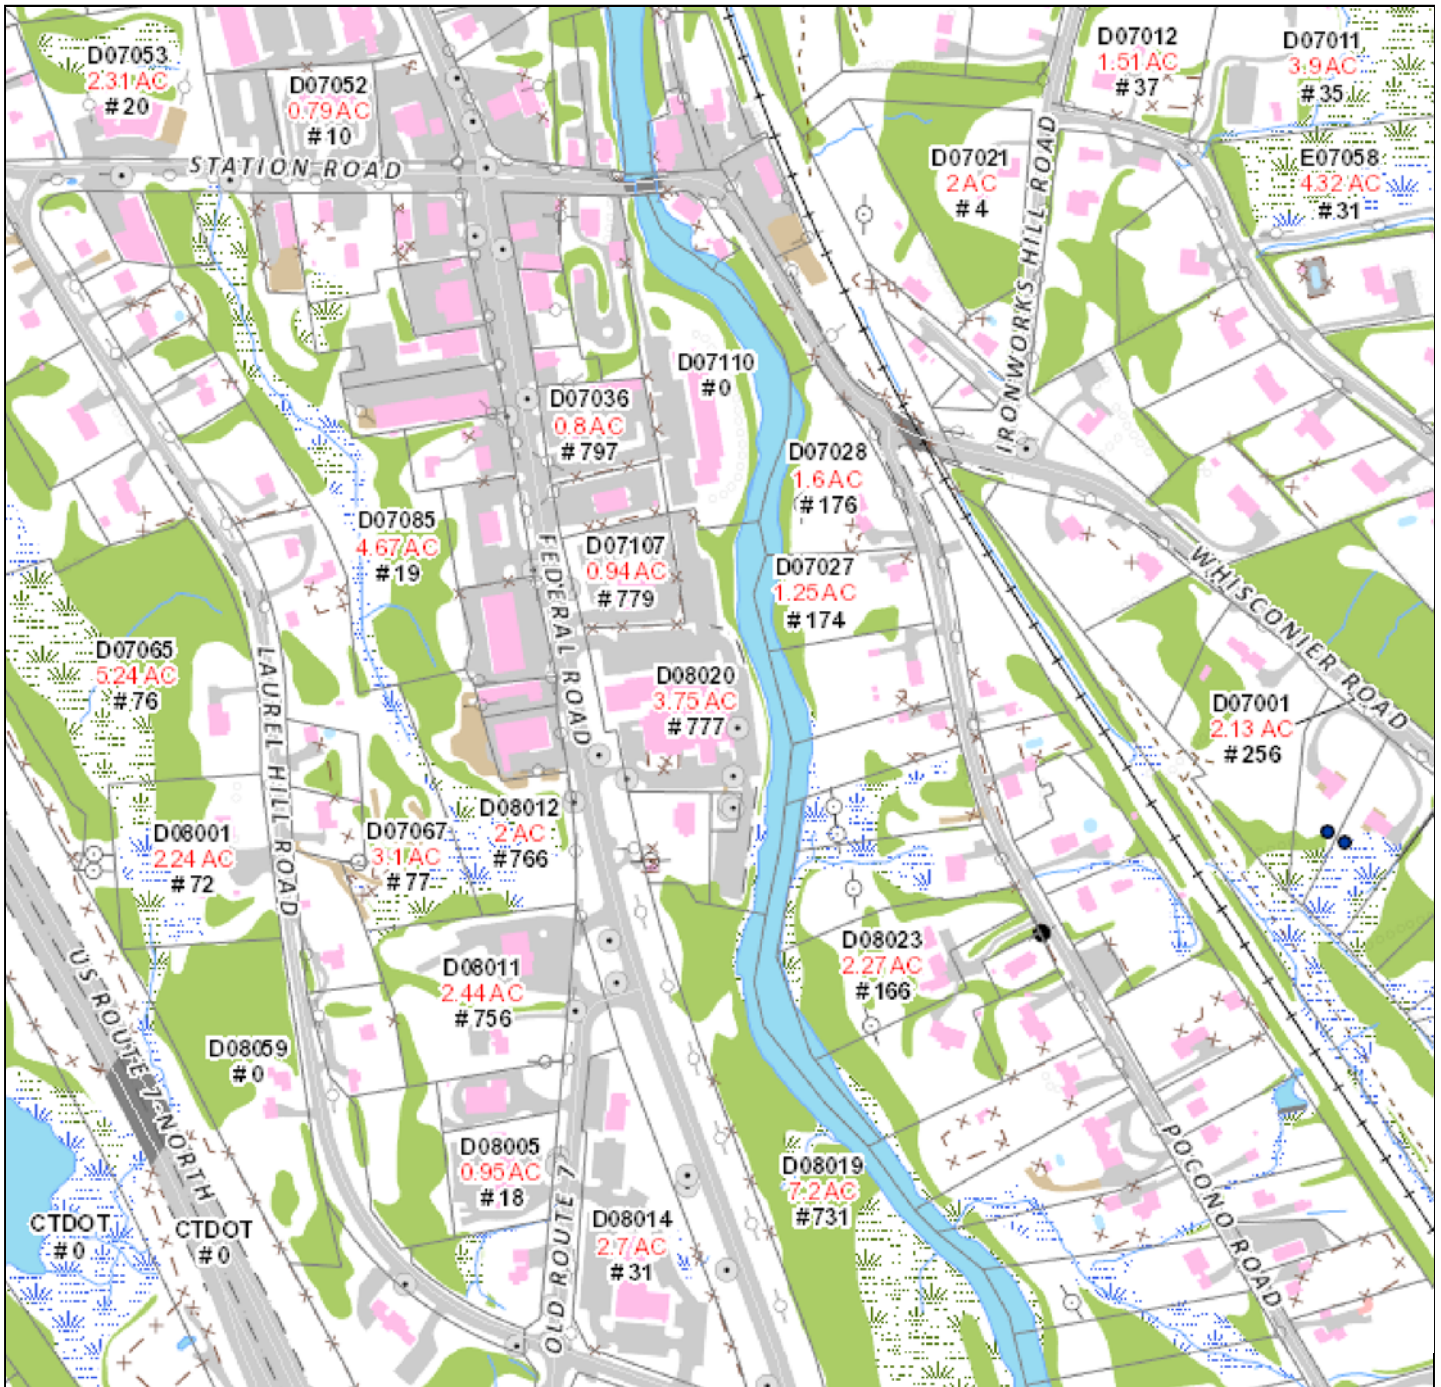 D07053
2.31 AC
#20
D07052
0.79 AC
#10
STATION ROAD
D07012
1.51 AC
#37
D07011
3.9 AC
#35
D07021
2 AC
#4
E07058
4.32 AC
#31
IRONWORKS HILL ROAD
D07110
#0
D07036
0.8 AC
#797
D07028
1.6 AC
#176
D07085
4.67 AC
#19
FEDERAL ROAD
D07107
0.94 AC
#779
D07027
1.25 AC
#174
WHISCONIER ROAD
D07065
5.24 AC
#76
LAUREL HILL ROAD
D08020
3.75 AC
#777
D07001
2.13 AC
#256
D08001
2.24 AC
#72
D07067
3.1 AC
#77
D08012
2 AC
#766
D08023
2.27 AC
#166
D08011
2.44 AC
#756
US ROUTE 7 NORTH
D08059
#0
D08005
0.95 AC
#18
OLD ROUTE 7
D08019
7.2 AC
#731
POCONO ROAD
CTDOT
#0
CTDOT
#0
D08014
2.7 AC
#31